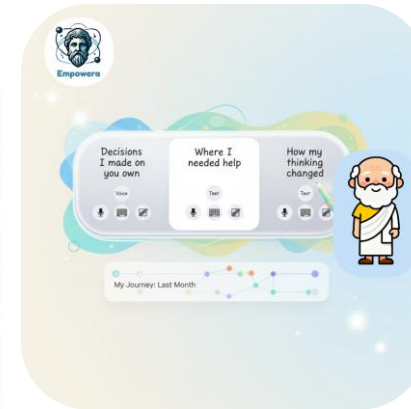 Empowera
Decisions
I made on
you own
Voice
Where I
needed help
Text
How my
thinking
changed
Text
My Journey: Last Month